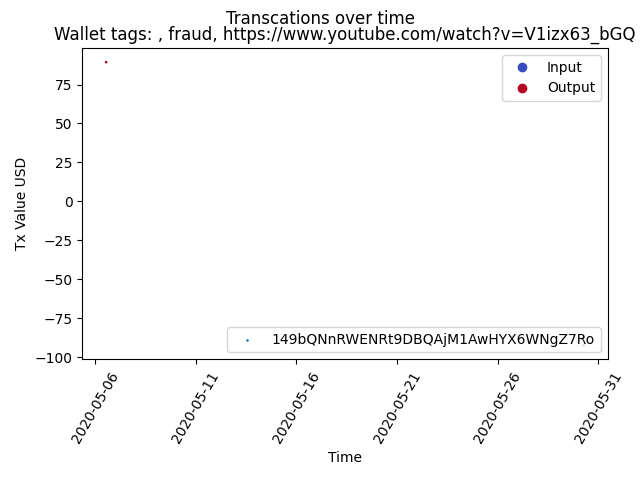 Transcations over time
Wallet tags: , fraud, https://www.youtube.com/watch?v=V1izx63_bGQ
Input
Output
75
50
25
0
−25
−50
−75
−100
Tx Value USD
149bQNnRWENRt9DBQAjM1AwHYX6WNgZ7Ro
2020-05-06
2020-05-11
2020-05-16
2020-05-21
2020-05-26
2020-05-31
Time